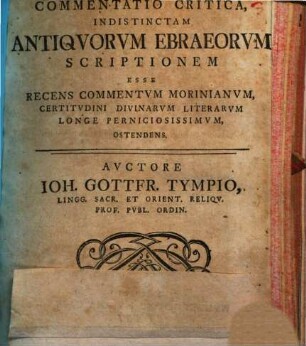 COMMENTATIO CRITICA,
INDISTINCTAM
ANTIQVORVM EBRAEORVM
SCRIPTIONEM
ESSE
RECENS COMMENTVM MORINIANVM,
CERTITVDINI DIVINARVM LITERARVM
LONGE PERNICIOSISSIMVM,
OSTENDENS.
AVCTORE
IOH. GOTTFR. TYMPIO,
LINGG. SACR. ET ORIENT. RELIQV.
PROF. PVBL. ORDIN.